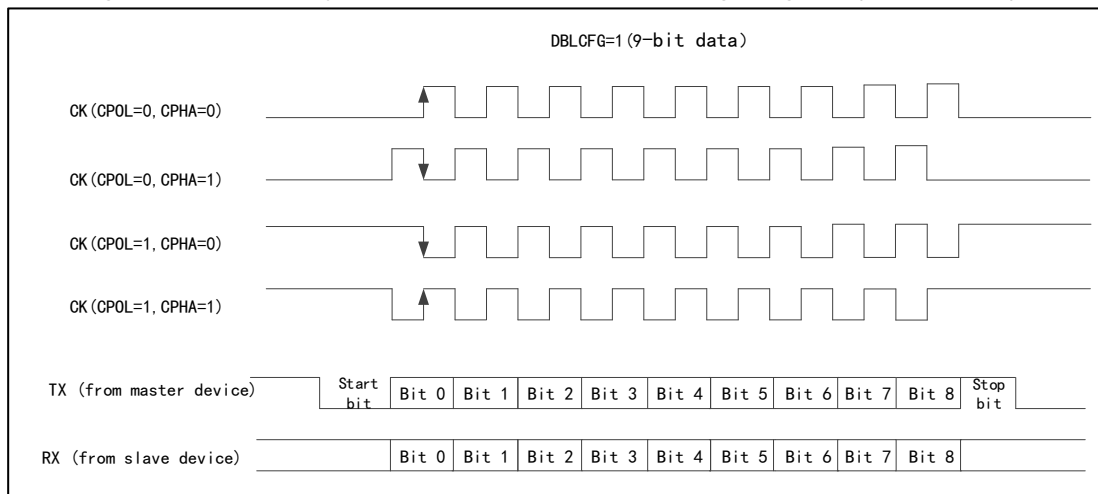 DBLCFG=1(9-bit data)
CK(CPOL=0,CPHA=0)
CK(CPOL=0,CPHA=1)
CK(CPOL=1,CPHA=0)
CK(CPOL=1,CPHA=1)
TX (from master device)
Start bit
Bit 0 Bit 1 Bit 2 Bit 3 Bit 4 Bit 5 Bit 6 Bit 7 Bit 8
Stop bit
RX (from slave device)
Bit 0 Bit 1 Bit 2 Bit 3 Bit 4 Bit 5 Bit 6 Bit 7 Bit 8